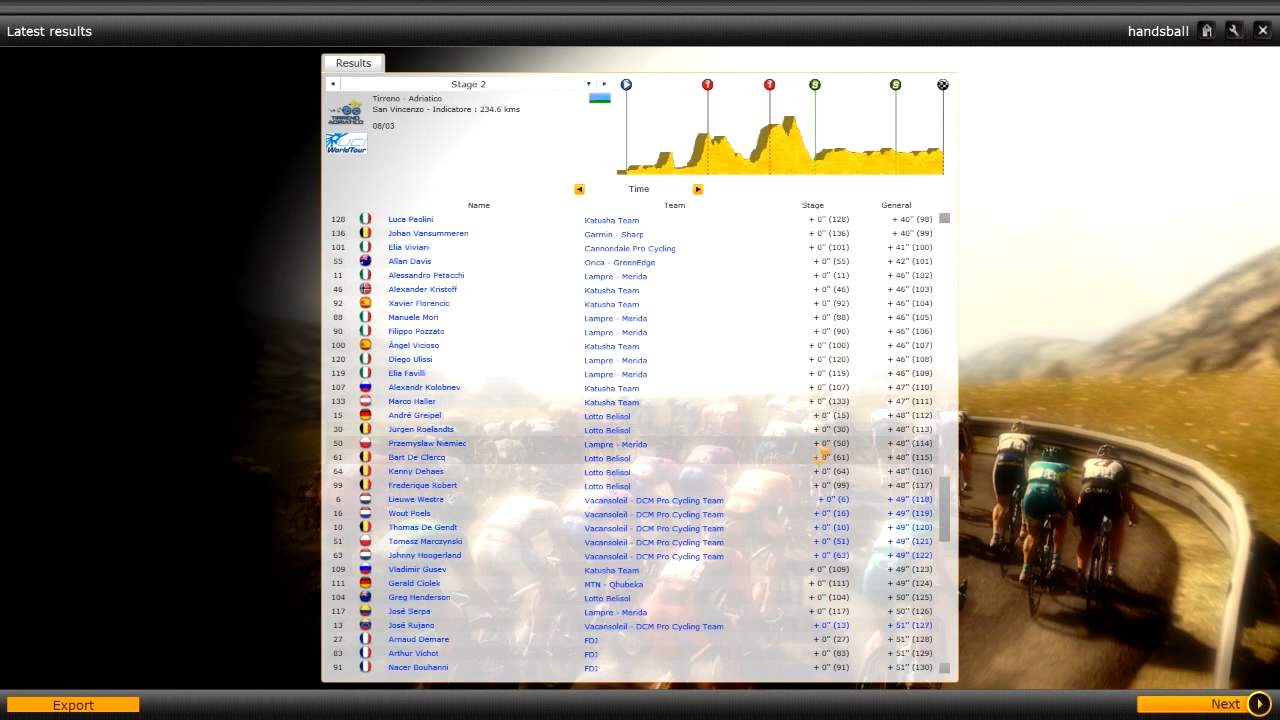 Latest results
handsball
Results
Stage 2
Tirreno - Adriatico
San Vincenzo - Indicatore : 234.6 kms
08/03
TIRRENO ADRIATICO
UCI WorldTour
1 1 S S
Time
Name Team Stage General
128 Luca Paolini Katusha Team + 0'' (128) + 40'' (98)
136 Johan Vansummeren Garmin - Sharp + 0'' (136) + 40'' (99)
101 Elia Viviani Cannondale Pro Cycling + 0'' (101) + 41'' (100)
55 Allan Davis Orica - GreenEdge + 0'' (55) + 42'' (101)
11 Alessandro Petacchi Lampre - Merida + 0'' (11) + 46'' (102)
46 Alexander Kristoff Katusha Team + 0'' (46) + 46'' (103)
92 Xavier Florencio Katusha Team + 0'' (92) + 46'' (104)
88 Manuele Mori Lampre - Merida + 0'' (88) + 46'' (105)
90 Filippo Pozzato Lampre - Merida + 0'' (90) + 46'' (106)
100 Ángel Vicioso Katusha Team + 0'' (100) + 46'' (107)
120 Diego Ulissi Lampre - Merida + 0'' (120) + 46'' (108)
119 Elia Favilli Lampre - Merida + 0'' (119) + 46'' (109)
107 Alexandr Kolobnev Katusha Team + 0'' (107) + 47'' (110)
133 Marco Haller Katusha Team + 0'' (133) + 47'' (111)
15 André Greipel Lotto Belisol + 0'' (15) + 48'' (112)
30 Jürgen Roelandts Lotto Belisol + 0'' (30) + 48'' (113)
50 Przemyslaw Niemiec Lampre - Merida + 0'' (50) + 48'' (114)
61 Bart De Clercq Lotto Belisol + 0'' (61) + 48'' (115)
64 Kenny Dehaes Lotto Belisol + 0'' (64) + 48'' (116)
99 Frederique Robert Lotto Belisol + 0'' (99) + 48'' (117)
6 Lieuwe Westra Vacansoleil - DCM Pro Cycling Team + 0'' (6) + 49'' (118)
16 Wout Poels Vacansoleil - DCM Pro Cycling Team + 0'' (16) + 49'' (119)
10 Thomas De Gendt Vacansoleil - DCM Pro Cycling Team + 0'' (10) + 49'' (120)
51 Tomasz Marczynski Vacansoleil - DCM Pro Cycling Team + 0'' (51) + 49'' (121)
63 Johnny Hoogerland Vacansoleil - DCM Pro Cycling Team + 0'' (63) + 49'' (122)
109 Vladimir Gusev Katusha Team + 0'' (109) + 49'' (123)
111 Gerald Ciolek MTN - Qhubeka + 0'' (111) + 49'' (124)
104 Greg Henderson Lotto Belisol + 0'' (104) + 50'' (125)
117 José Serpa Lampre - Merida + 0'' (117) + 50'' (126)
13 José Rujano Vacansoleil - DCM Pro Cycling Team + 0'' (13) + 51'' (127)
27 Arnaud Demare FDJ + 0'' (27) + 51'' (128)
83 Arthur Vichot FDJ + 0'' (83) + 51'' (129)
91 Nacer Bouhanni FDJ + 0'' (91) + 51'' (130)
Export
Next